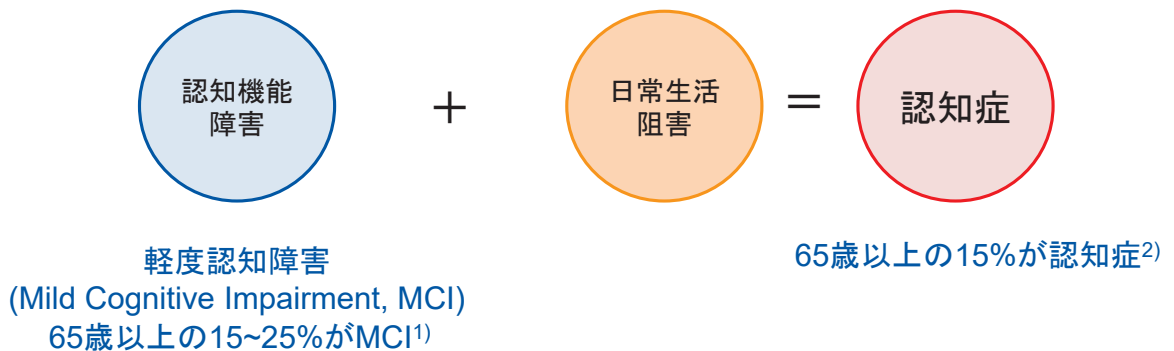 認知機能
障害
+
日常生活
阻害
=
認知症
軽度認知障害
(Mild Cognitive Impairment, MCI)
65歳以上の15~25%がMCI1)
65歳以上の15%が認知症2)